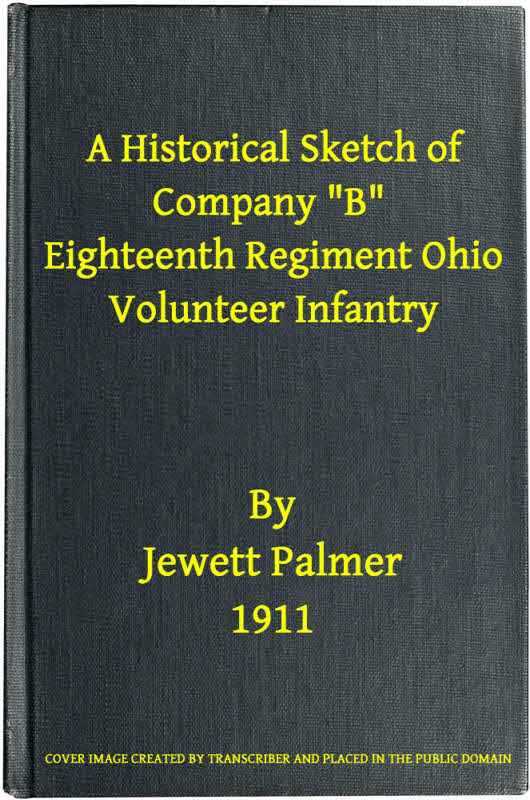 A Historical Sketch of
Company "B"
Eighteenth Regiment Ohio
Volunteer Infantry
By
Jewett Palmer
1911
COVER IMAGE CREATED BY TRANSCRIBER AND PLACED IN THE PUBLIC DOMAIN